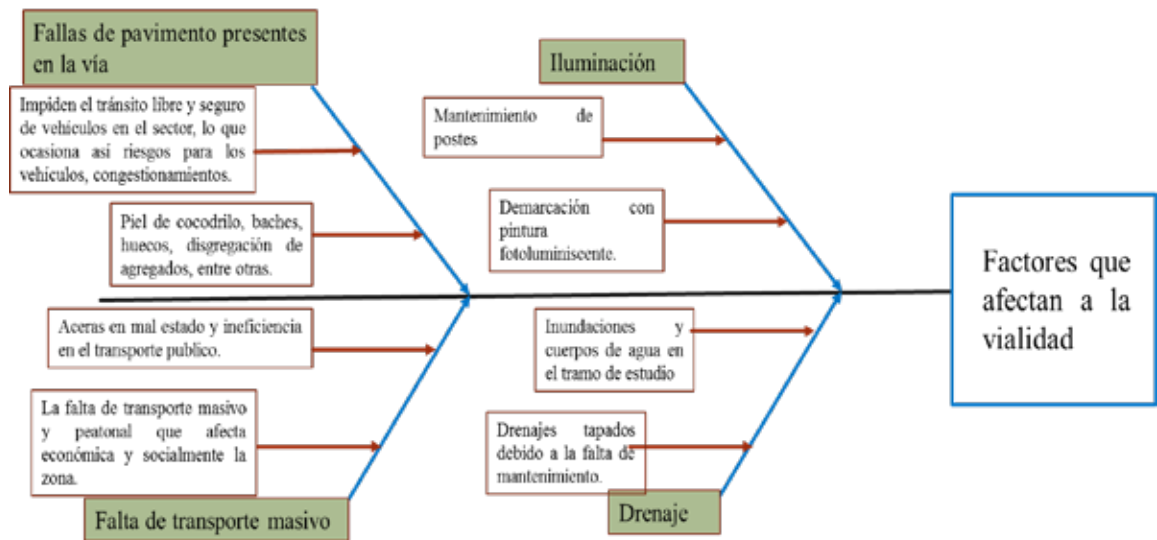 Fallas de pavimento presentes
en la vía
Impiden el tránsito libre y seguro
de vehículos en el sector, lo que
ocasiona así riesgos para los
vehículos, congestionamientos.
Piel de cocodrilo, baches,
huecos, disgregación de
agregados, entre otras.
Iluminación
Mantenimiento de
postes
Demarcación con
pintura
fotoluminiscente.
Aceras en mal estado y ineficiencia
en el transporte publico.
La falta de transporte masivo
y peatonal que afecta
económica y socialmente la
zona.
Falta de transporte masivo
Inundaciones y
cuerpos de agua en
el tramo de estudio
Drenajes tapados
debido a la falta de
mantenimiento.
Drenaje
Factores que
afectan a la
vialidad